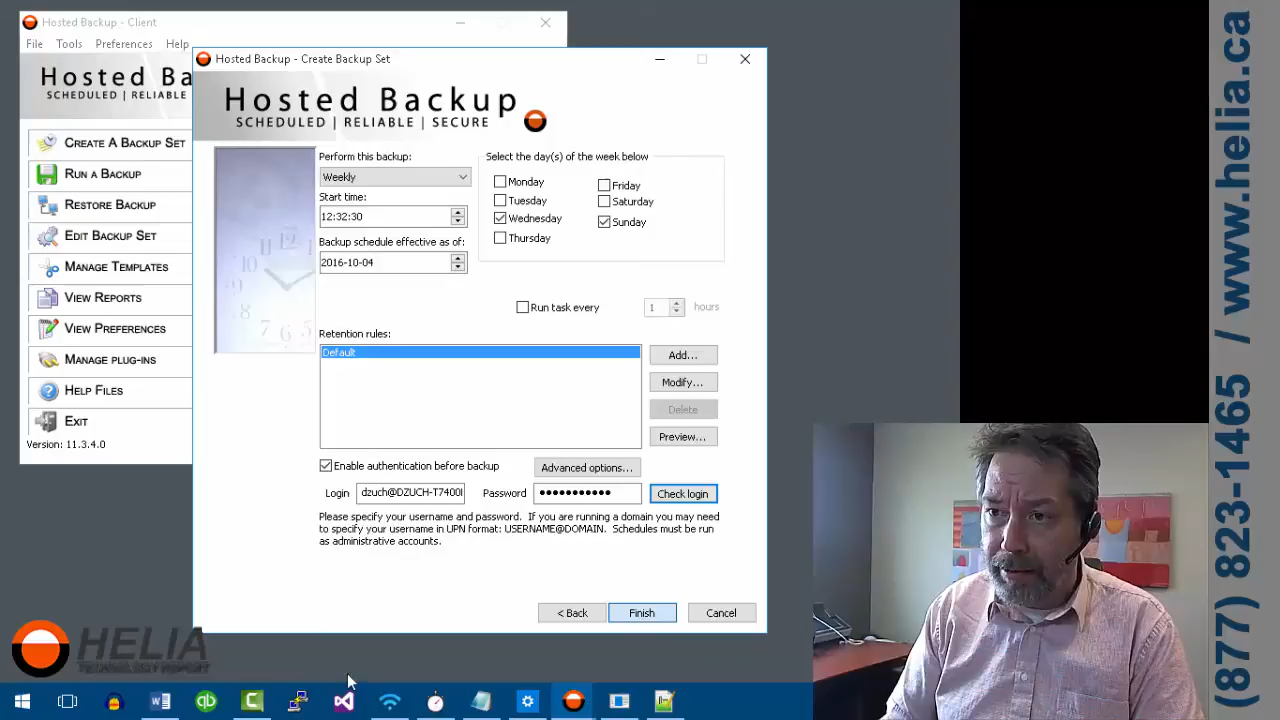 Hosted Backup - Client
File Tools Preferences Help
Hosted Ba
SCHEDULED | RELIABLE
CREATE A BACKUP SET
RUN A BACKUP
RESTORE BACKUP
EDIT BACKUP SET
MANAGE TEMPLATES
VIEW REPORTS
VIEW PREFERENCES
MANAGE PLUG-INS
HELP FILES
EXIT
Version: 11.3.4.0
Hosted Backup - Create Backup Set
Hosted Backup
SCHEDULED | RELIABLE | SECURE
Perform this backup:
Weekly
Start time:
12:32:30
Backup schedule effective as of:
2016-10-04
Select the day(s) of the week below
Monday
Tuesday
Wednesday
Thursday
Friday
Saturday
Sunday
Run task every 1 hours
Retention rules:
Default
Add...
Modify...
Delete
Preview...
Enable authentication before backup
Advanced options...
Login dzuch@DZUCH-T7400 Password ●●●●●●●●●●●
Check login
Please specify your username and password. If you are running a domain you may need
to specify your username in UPN format: USERNAME@DOMAIN. Schedules must be run
as administrative accounts.
< Back Finish Cancel
HELIA
TECHNOLOGY REPORT
(877) 823-1465 / www.helia.ca